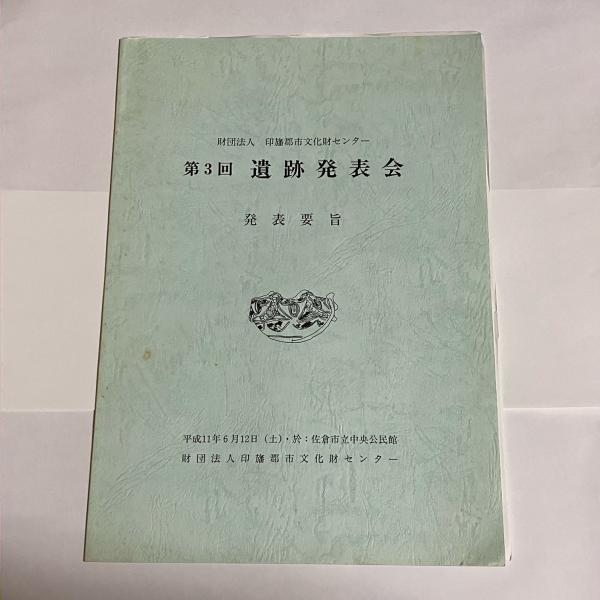 財団法人 印旛郡市文化財センター
第3回 遺跡発表会
発表要旨
平成11年6月12日(土)・於:佐倉市立中央公民館
財団法人印旛郡市文化財センター